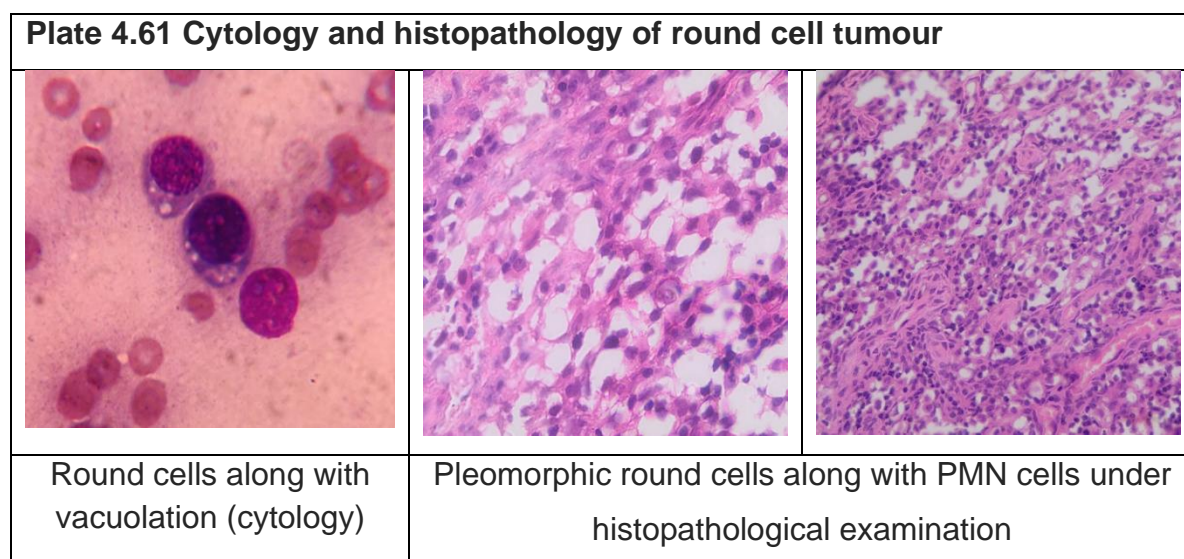 Plate 4.61 Cytology and histopathology of round cell tumour
Round cells along with
vacuolation (cytology)
Pleomorphic round cells along with PMN cells under
histopathological examination